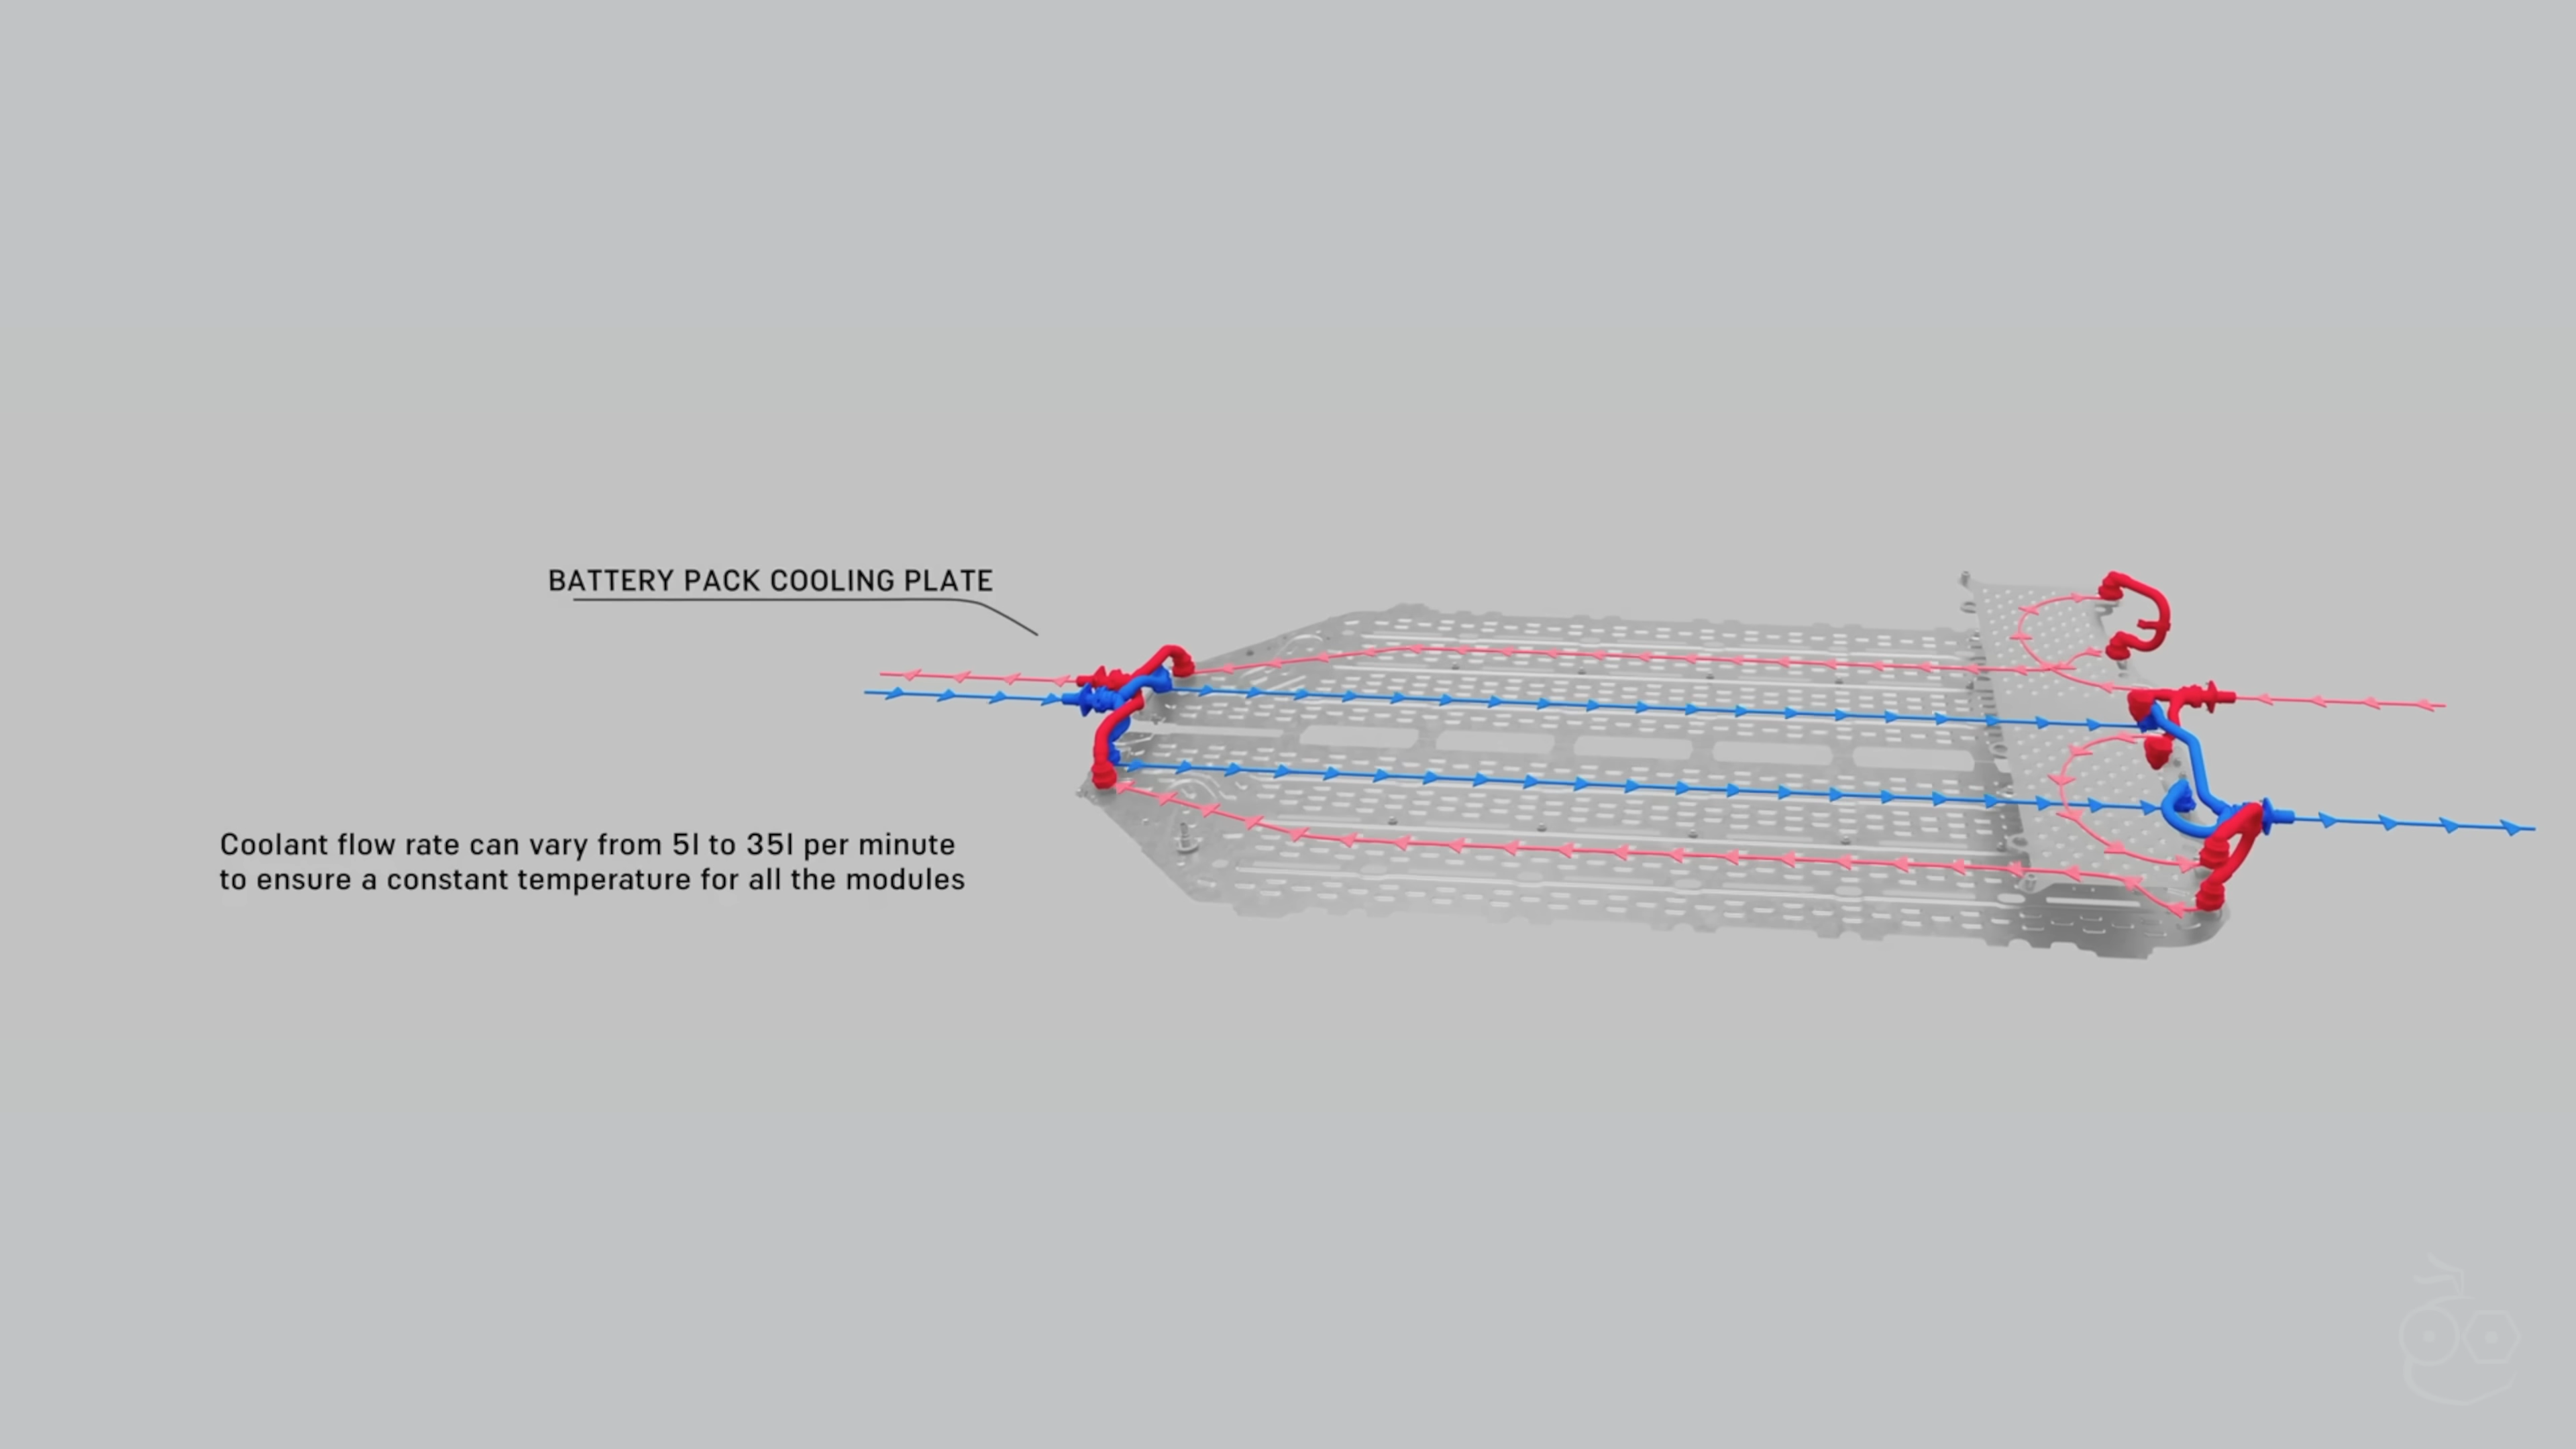 BATTERY PACK COOLING PLATE
Coolant flow rate can vary from 5l to 35l per minute
to ensure a constant temperature for all the modules